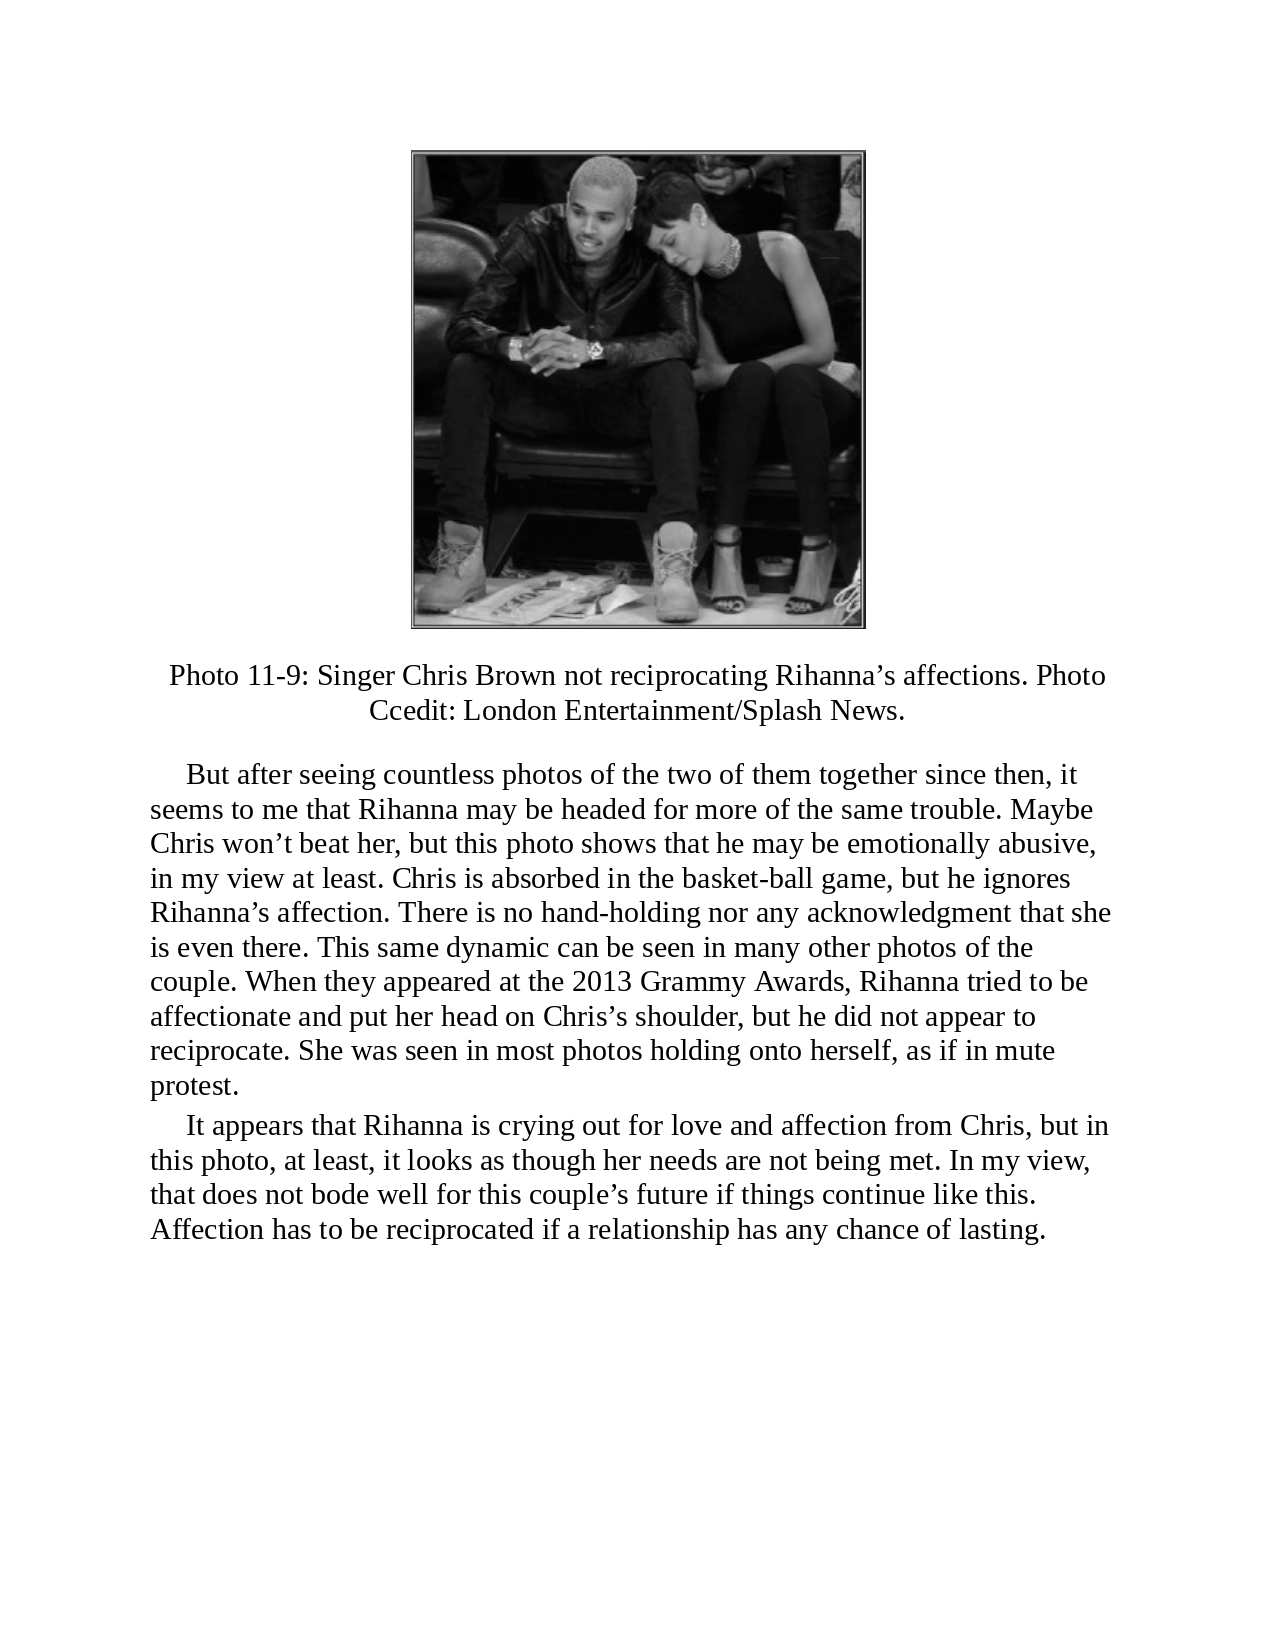 Photo 11-9: Singer Chris Brown not reciprocating Rihanna’s affections. Photo
Ccedit: London Entertainment/Splash News.
But after seeing countless photos of the two of them together since then, it
seems to me that Rihanna may be headed for more of the same trouble. Maybe
Chris won’t beat her, but this photo shows that he may be emotionally abusive,
in my view at least. Chris is absorbed in the basket-ball game, but he ignores
Rihanna’s affection. There is no hand-holding nor any acknowledgment that she
is even there. This same dynamic can be seen in many other photos of the
couple. When they appeared at the 2013 Grammy Awards, Rihanna tried to be
affectionate and put her head on Chris’s shoulder, but he did not appear to
reciprocate. She was seen in most photos holding onto herself, as if in mute
protest.
It appears that Rihanna is crying out for love and affection from Chris, but in
this photo, at least, it looks as though her needs are not being met. In my view,
that does not bode well for this couple’s future if things continue like this.
Affection has to be reciprocated if a relationship has any chance of lasting.